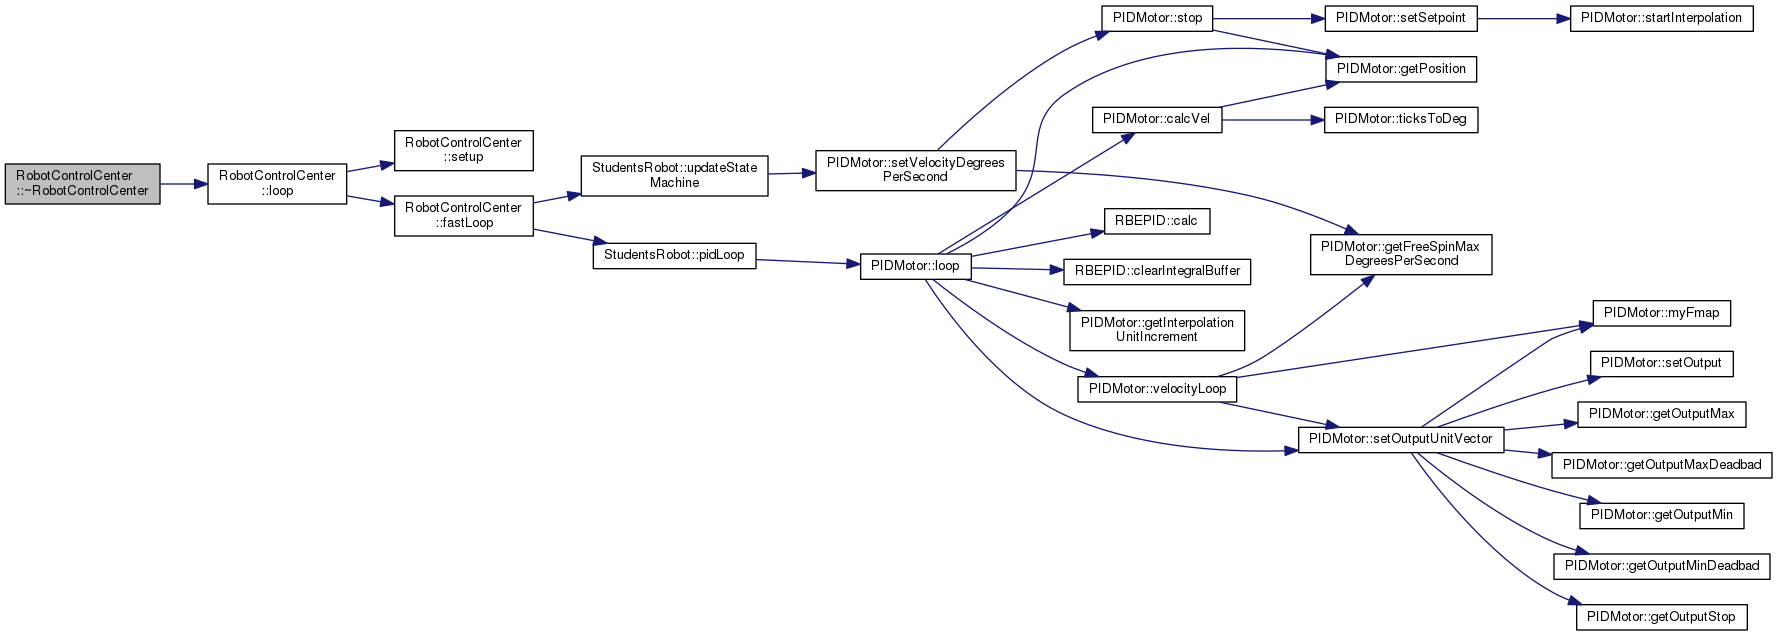 RobotControlCenter
::~RobotControlCenter
RobotControlCenter
::loop
RobotControlCenter
::setup
RobotControlCenter
::fastLoop
StudentsRobot::updateState
Machine
StudentsRobot::pidLoop
PIDMotor::setVelocityDegrees
PerSecond
PIDMotor::loop
PIDMotor::stop
PIDMotor::calcVel
RBEPID::calc
RBEPID::clearIntegralBuffer
PIDMotor::getInterpolation
UnitIncrement
PIDMotor::velocityLoop
PIDMotor::setSetpoint
PIDMotor::getPosition
PIDMotor::ticksToDeg
PIDMotor::getFreeSpinMax
DegreesPerSecond
PIDMotor::setOutputUnitVector
PIDMotor::startInterpolation
PIDMotor::myFmap
PIDMotor::setOutput
PIDMotor::getOutputMax
PIDMotor::getOutputMaxDeadbad
PIDMotor::getOutputMin
PIDMotor::getOutputMinDeadbad
PIDMotor::getOutputStop